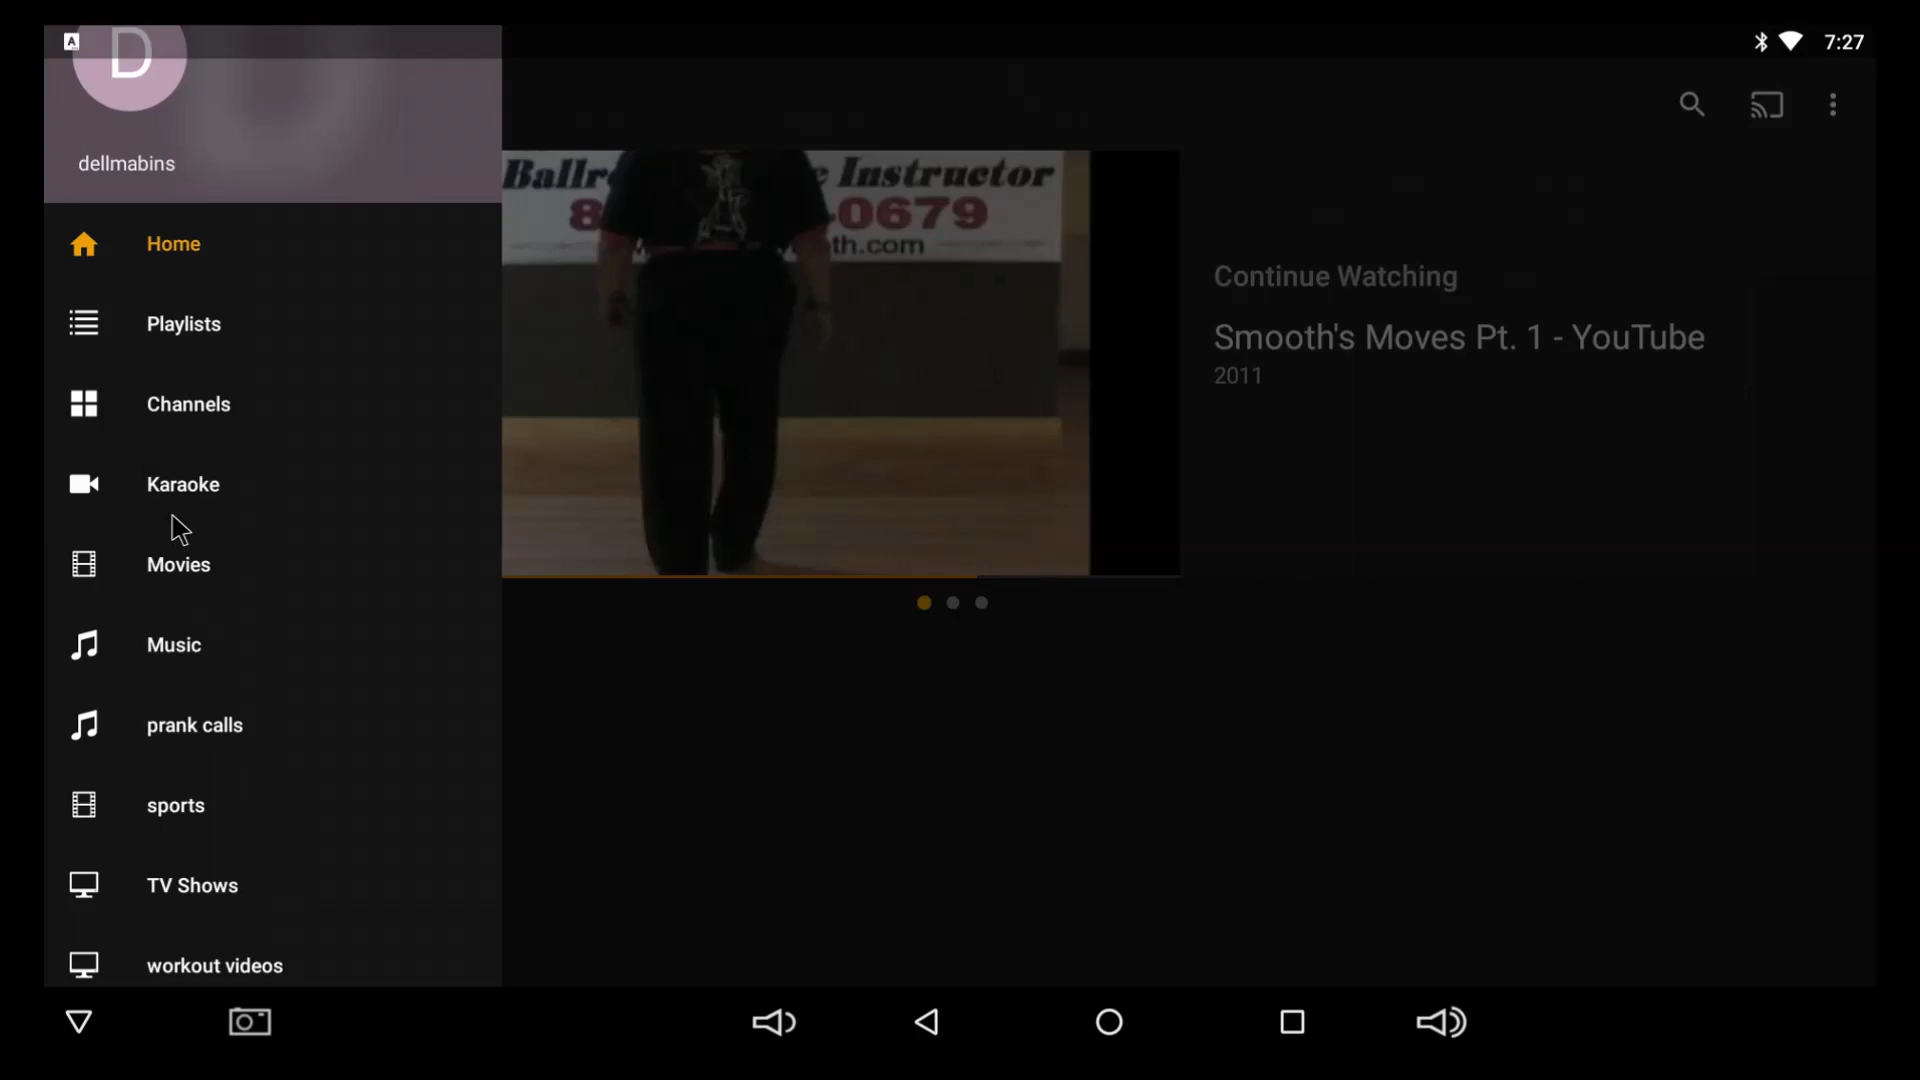 A
7:27
D
dellmabins
Home
Playlists
Channels
Karaoke
Movies
Music
prank calls
sports
TV Shows
workout videos
Instructor
8
-0679
th.com
Continue Watching
Smooth's Moves Pt. 1 - YouTube
2011